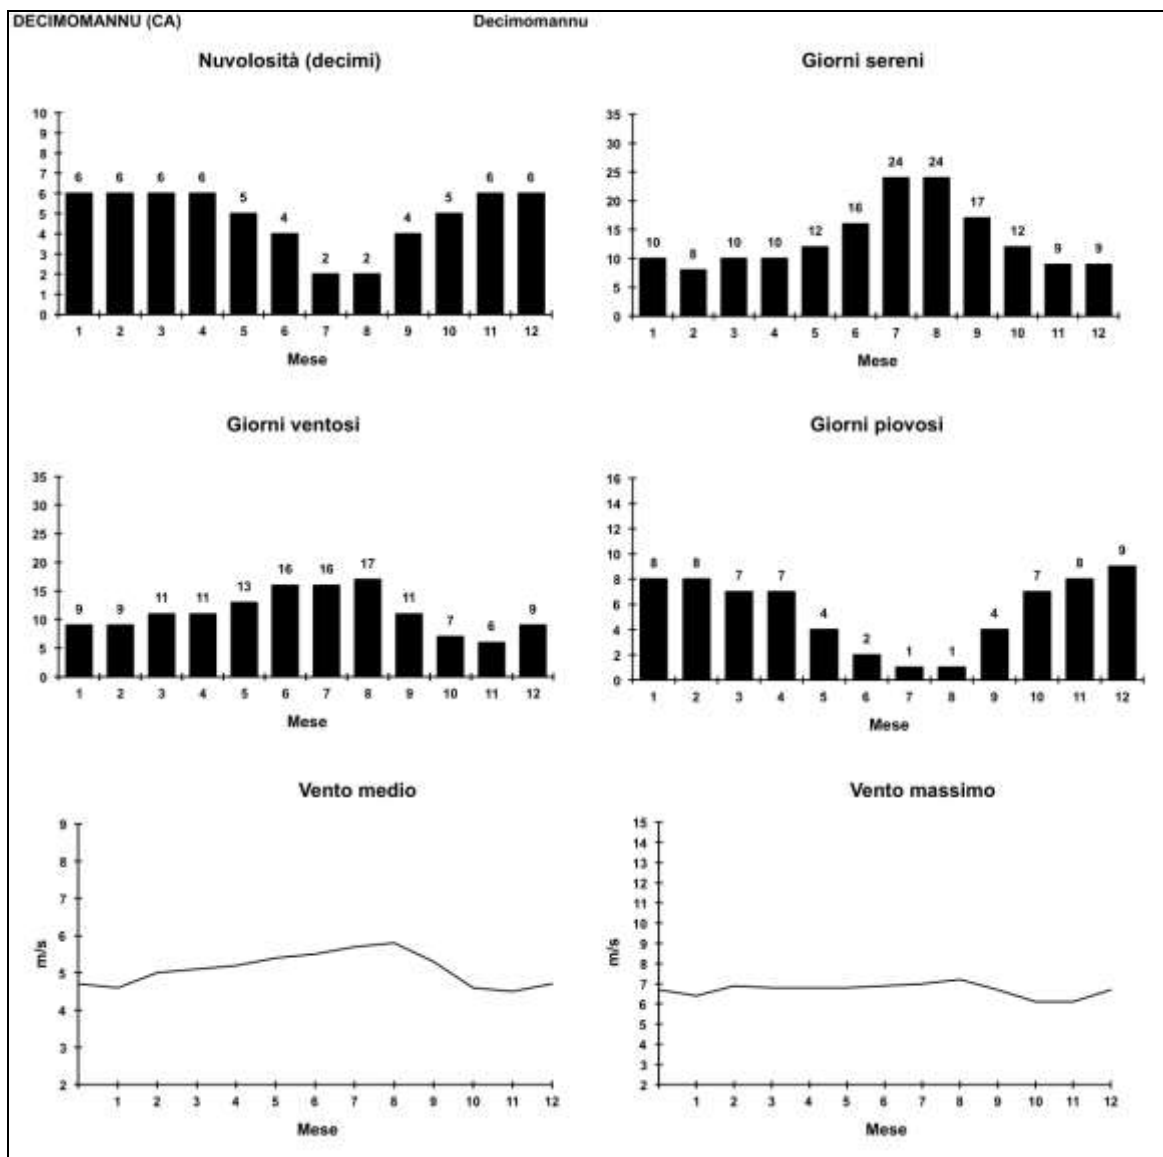 DECIMOMANNU (CA) Decimomannu
Nuvolosità (decimi)
10
9
8
7
6
5
4
3
2
1
0
6 6 6 6 5 4 2 2 4 5 6 6
1 2 3 4 5 6 7 8 9 10 11 12
Mese
Giorni sereni
35
30
25
20
15
10
5
0
10 8 10 10 12 16 24 24 17 12 9 9
1 2 3 4 5 6 7 8 9 10 11 12
Mese
Giorni ventosi
35
30
25
20
15
10
5
0
9 9 11 11 13 16 16 17 11 7 6 9
1 2 3 4 5 6 7 8 9 10 11 12
Mese
Giorni piovosi
16
14
12
10
8
6
4
2
0
8 8 7 7 4 2 1 1 4 7 8 9
1 2 3 4 5 6 7 8 9 10 11 12
Mese
Vento medio
m/s
9
8
7
6
5
4
3
2
1 2 3 4 5 6 7 8 9 10 11 12
Mese
Vento massimo
m/s
15
14
13
12
11
10
9
8
7
6
5
4
3
2
1 2 3 4 5 6 7 8 9 10 11 12
Mese